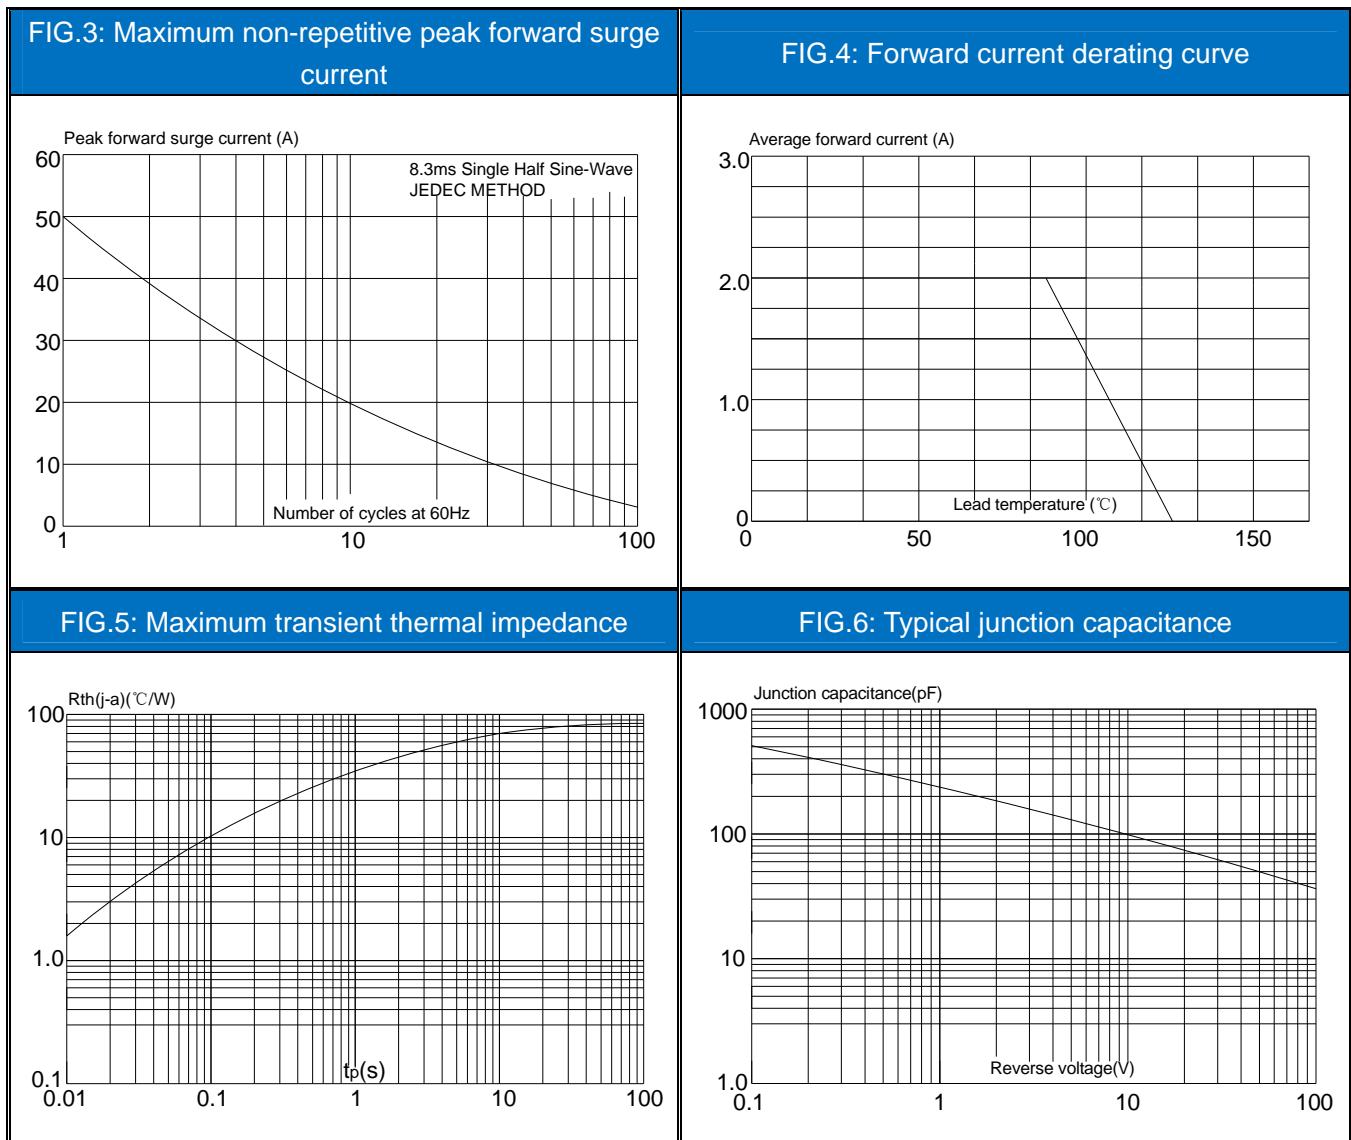 FIG.3: Maximum non-repetitive peak forward surge
current
FIG.4: Forward current derating curve
Peak forward surge current (A)
8.3ms Single Half Sine-Wave
JEDEC METHOD
60
50
40
30
20
10
0
Number of cycles at 60Hz
1
10
100
Average forward current (A)
3.0
2.0
1.0
0
Lead temperature (℃)
0
50
100
150
FIG.5: Maximum transient thermal impedance
FIG.6: Typical junction capacitance
Rth(j-a)(℃/W)
100
10
1.0
0.1
tp(s)
0.01
0.1
1
10
100
Junction capacitance(pF)
1000
100
10
1.0
Reverse voltage(V)
0.1
1
10
100